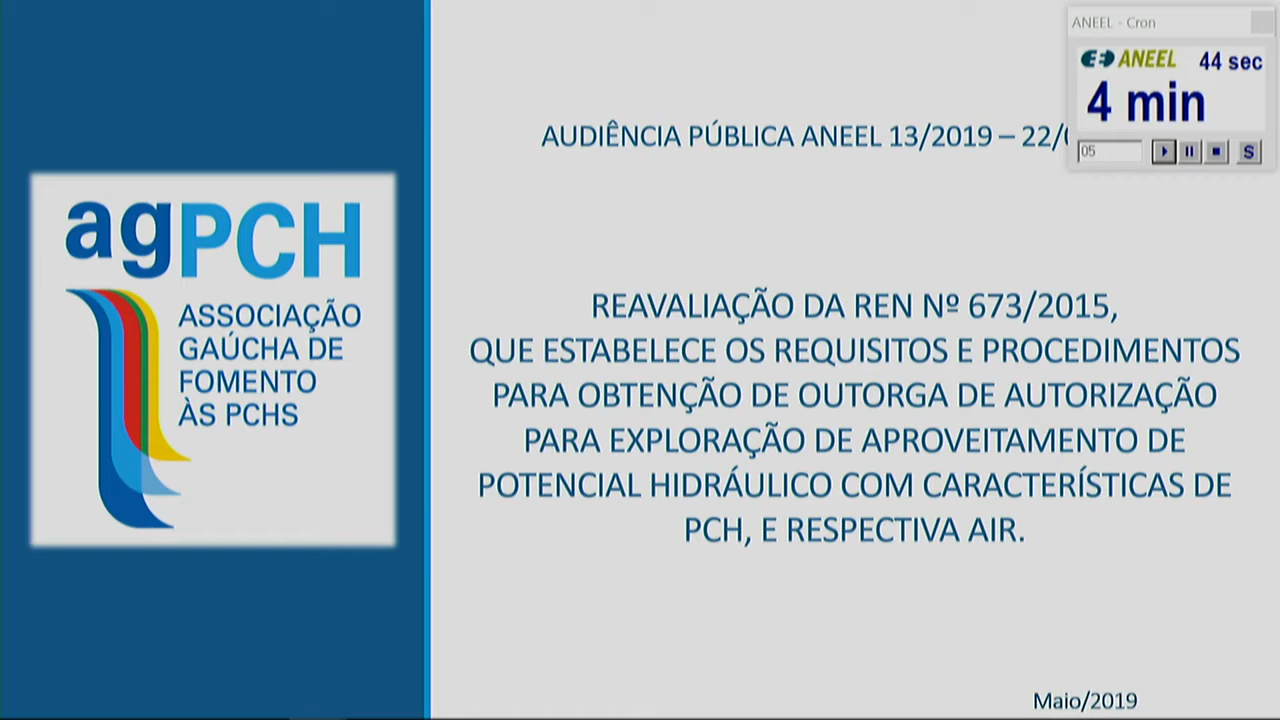 ANEEL - Cron
ANEEL 44 sec
4 min
05
S
AUDIÊNCIA PÚBLICA ANEEL 13/2019 – 22/
agPCH
ASSOCIAÇÃO
GAÚCHA DE
FOMENTO
ÀS PCHS
REAVALIAÇÃO DA REN Nº 673/2015,
QUE ESTABELECE OS REQUISITOS E PROCEDIMENTOS
PARA OBTENÇÃO DE OUTORGA DE AUTORIZAÇÃO
PARA EXPLORAÇÃO DE APROVEITAMENTO DE
POTENCIAL HIDRÁULICO COM CARACTERÍSTICAS DE
PCH, E RESPECTIVA AIR.
Maio/2019